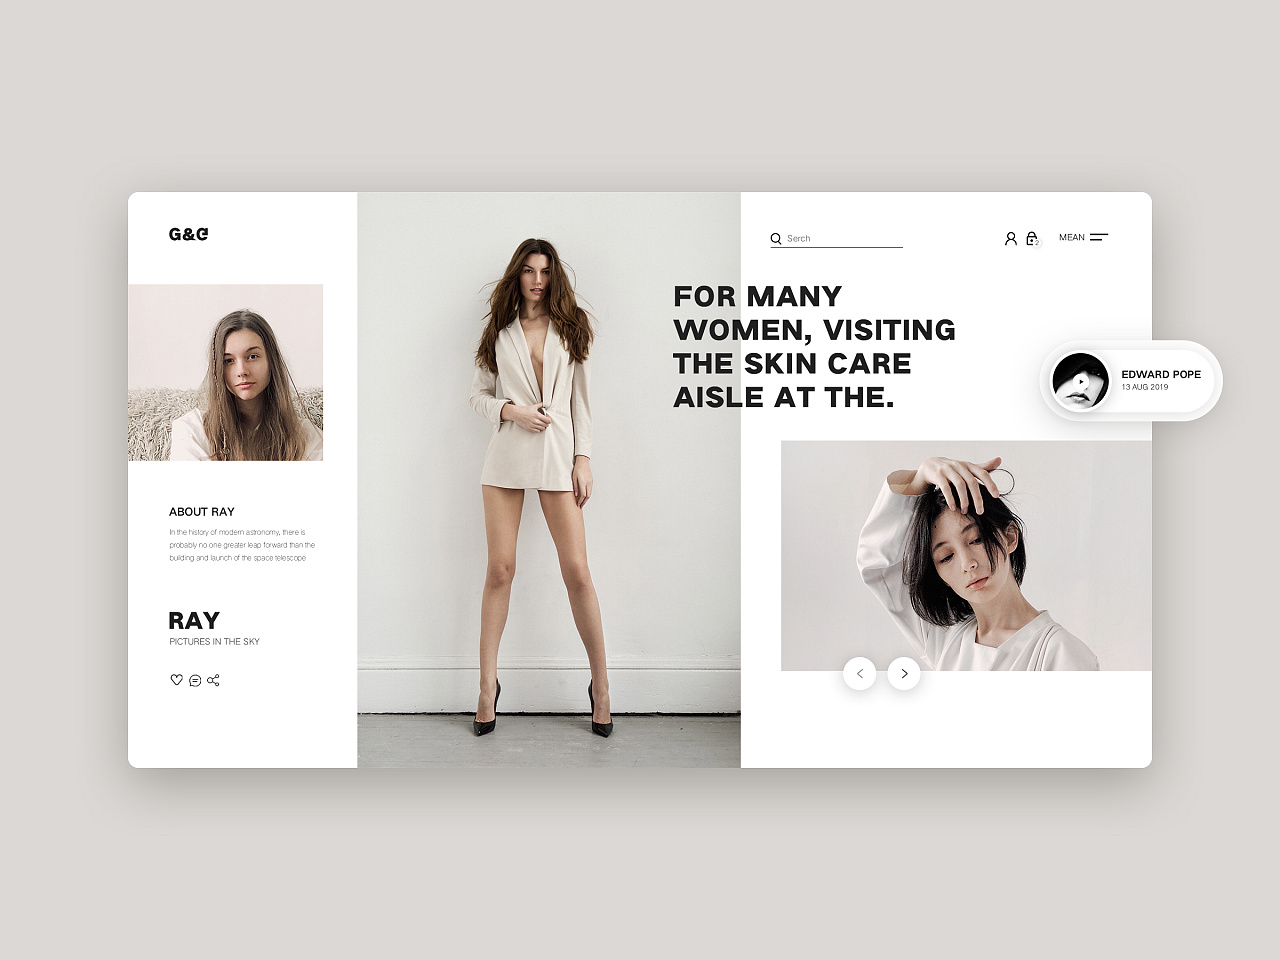 G&G
Serch
2
MEAN
FOR MANY
WOMEN, VISITING
THE SKIN CARE
AISLE AT THE.
EDWARD POPE
13 AUG 2019
ABOUT RAY
In the history of modern astronomy, there is
probably no one greater leap forward than the
building and launch of the space telescope
RAY
PICTURES IN THE SKY